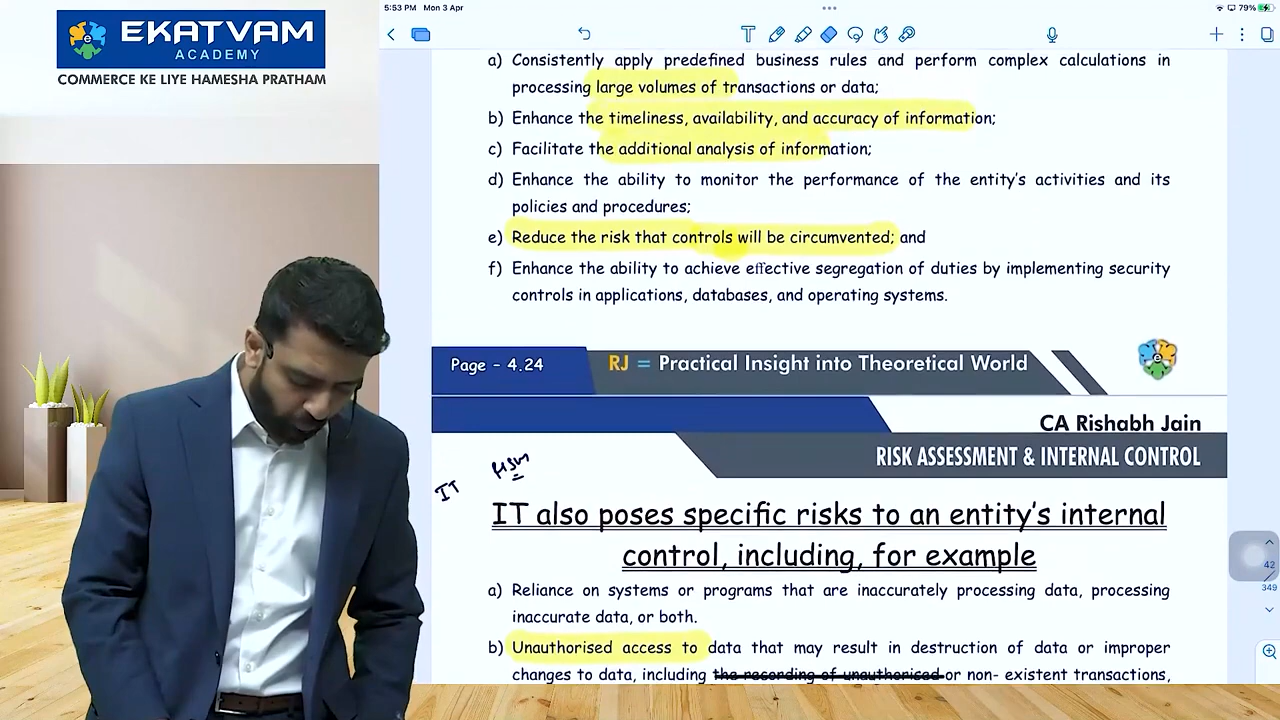 EKATVAM
ACADEMY
COMMERCE KE LIYE HAMESHA PRATHAM
5:53 PM Mon 3 Apr
79%
a) Consistently apply predefined business rules and perform complex calculations in
processing large volumes of transactions or data;
b) Enhance the timeliness, availability, and accuracy of information;
c) Facilitate the additional analysis of information;
d) Enhance the ability to monitor the performance of the entity's activities and its
policies and procedures;
e) Reduce the risk that controls will be circumvented; and
f) Enhance the ability to achieve effective segregation of duties by implementing security
controls in applications, databases, and operating systems.
Page - 4.24
RJ = Practical Insight into Theoretical World
CA Rishabh Jain
RISK ASSESSMENT & INTERNAL CONTROL
IT
IT also poses specific risks to an entity's internal
control, including, for example
a) Reliance on systems or programs that are inaccurately processing data, processing
inaccurate data, or both.
b) Unauthorised access to data that may result in destruction of data or improper
changes to data, including the recording of unauthorised or non- existent transactions,
42
349